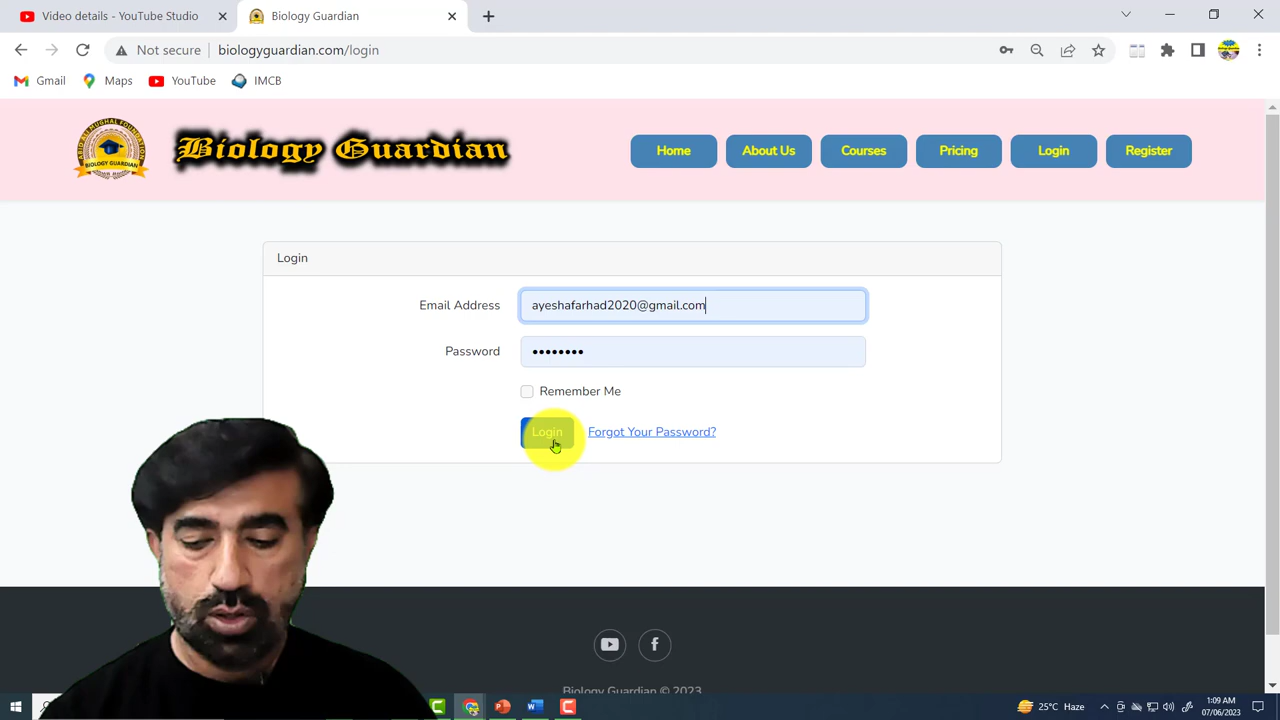 Video details - YouTube Studio
Biology Guardian
Not secure
biologyguardian.com/login
Gmail
Maps
YouTube
IMCB
BIOLOGY GUARDIAN
Biology Guardian
Home
About Us
Courses
Pricing
Login
Register
Login
Email Address
ayeshafarhad2020@gmail.com
Password
••••••••
Remember Me
Login
Forgot Your Password?
Biology Guardian © 2023
25°C Haze
1:09 AM
07/06/2023